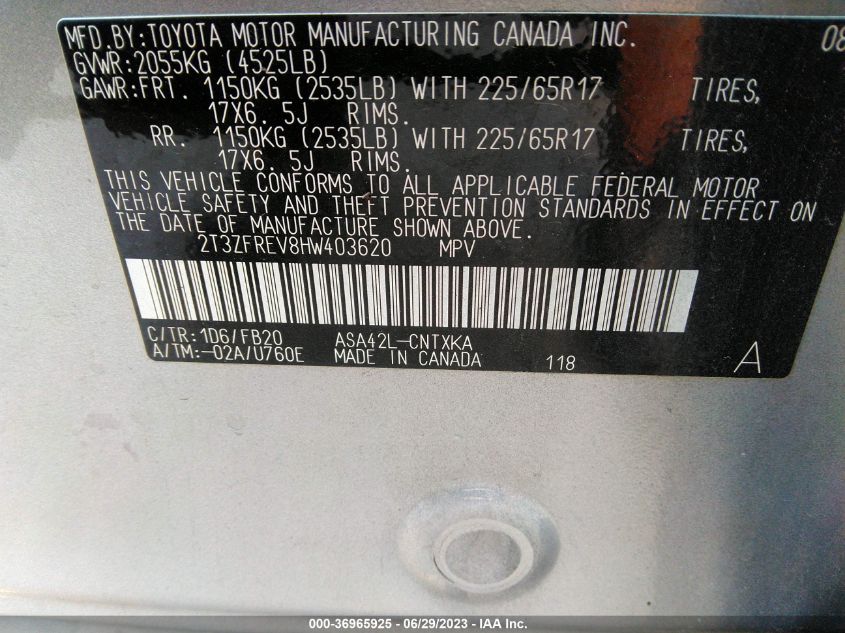 MFD.BY:TOYOTA MOTOR MANUFACTURING CANADA INC. 08
GVWR:2055KG (4525LB)
GAWR:FRT. 1150KG (2535LB) WITH 225/65R17 TIRES,
17X6. 5J RIMS.
RR. 1150KG (2535LB) WITH 225/65R17 TIRES,
17X6. 5J RIMS.
THIS VEHICLE CONFORMS TO ALL APPLICABLE FEDERAL MOTOR
VEHICLE SAFETY AND THEFT PREVENTION STANDARDS IN EFFECT ON
THE DATE OF MANUFACTURE SHOWN ABOVE.
2T3ZFREV8HW403620 MPV
C/TR:1D6/FB20 ASA42L-CNTXKA
A/TM:-02A/U760E MADE IN CANADA 118 A
000-36965925 - 06/29/2023 - IAA Inc.